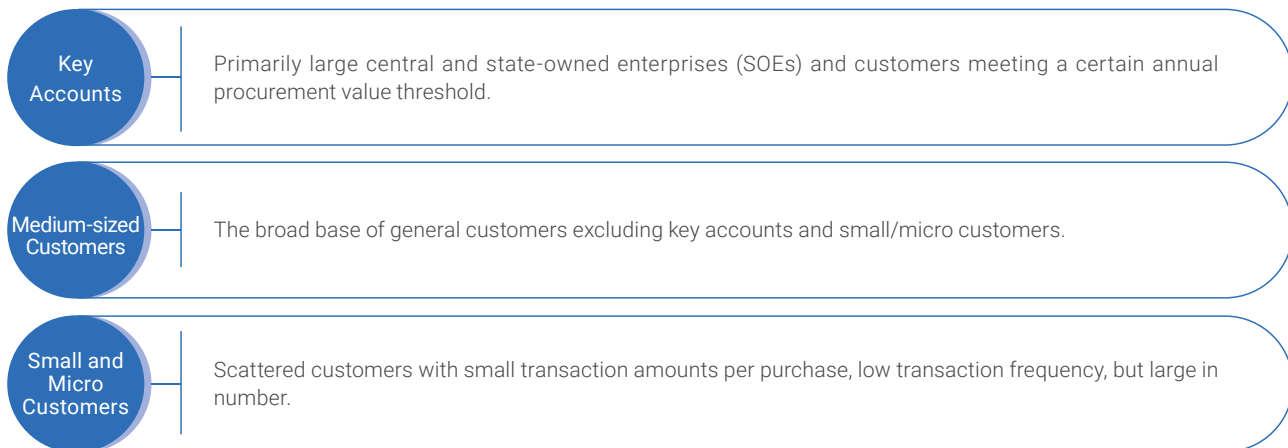 Key
Accounts
Primarily large central and state-owned enterprises (SOEs) and customers meeting a certain annual
procurement value threshold.
Medium-sized
Customers
The broad base of general customers excluding key accounts and small/micro customers.
Small and
Micro
Customers
Scattered customers with small transaction amounts per purchase, low transaction frequency, but large in
number.